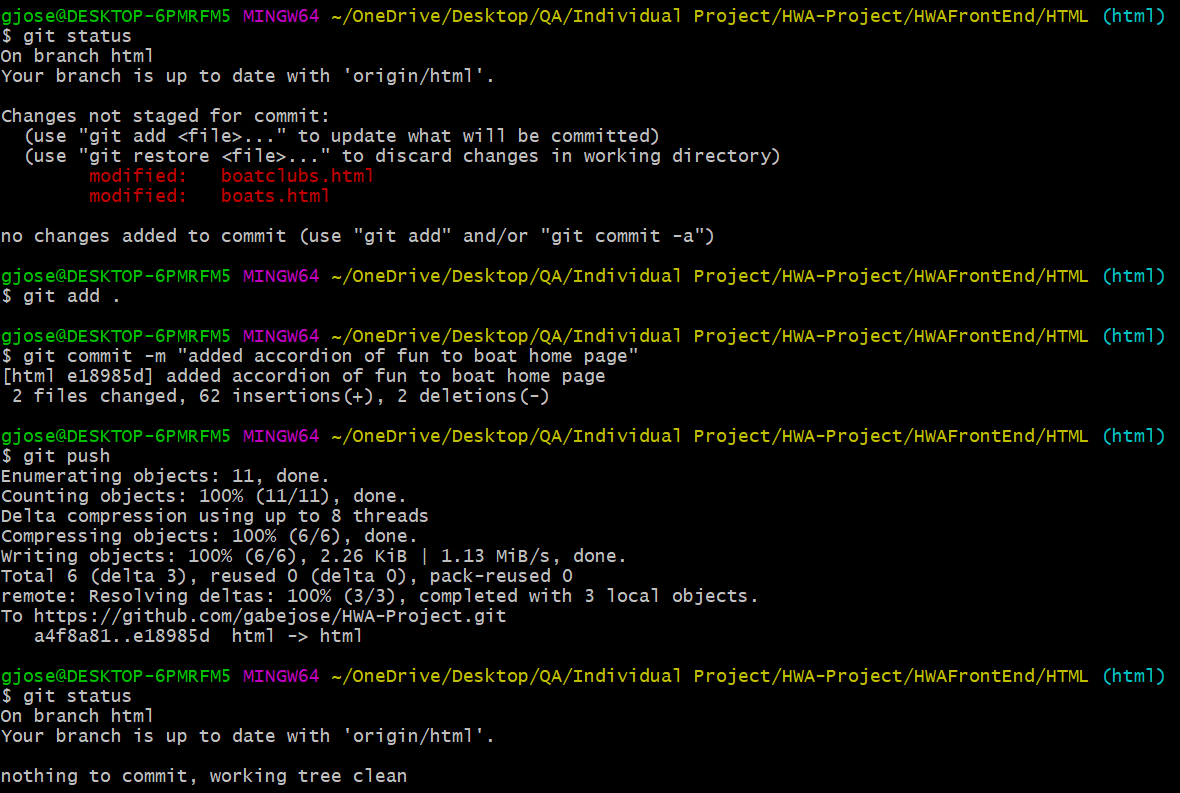 gjose@DESKTOP-6PMRFM5 MINGW64 ~/OneDrive/Desktop/QA/Individual Project/HWA-Project/HWAFrontEnd/HTML (html)
$ git status
On branch html
Your branch is up to date with 'origin/html'.
Changes not staged for commit:
  (use "git add <file>..." to update what will be committed)
  (use "git restore <file>..." to discard changes in working directory)
        modified:   boatclubs.html
        modified:   boats.html
no changes added to commit (use "git add" and/or "git commit -a")
gjose@DESKTOP-6PMRFM5 MINGW64 ~/OneDrive/Desktop/QA/Individual Project/HWA-Project/HWAFrontEnd/HTML (html)
$ git add .
gjose@DESKTOP-6PMRFM5 MINGW64 ~/OneDrive/Desktop/QA/Individual Project/HWA-Project/HWAFrontEnd/HTML (html)
$ git commit -m "added accordion of fun to boat home page"
[html e18985d] added accordion of fun to boat home page
 2 files changed, 62 insertions(+), 2 deletions(-)
gjose@DESKTOP-6PMRFM5 MINGW64 ~/OneDrive/Desktop/QA/Individual Project/HWA-Project/HWAFrontEnd/HTML (html)
$ git push
Enumerating objects: 11, done.
Counting objects: 100% (11/11), done.
Delta compression using up to 8 threads
Compressing objects: 100% (6/6), done.
Writing objects: 100% (6/6), 2.26 KiB | 1.13 MiB/s, done.
Total 6 (delta 3), reused 0 (delta 0), pack-reused 0
remote: Resolving deltas: 100% (3/3), completed with 3 local objects.
To https://github.com/gabejose/HWA-Project.git
   a4f8a81..e18985d  html -> html
gjose@DESKTOP-6PMRFM5 MINGW64 ~/OneDrive/Desktop/QA/Individual Project/HWA-Project/HWAFrontEnd/HTML (html)
$ git status
On branch html
Your branch is up to date with 'origin/html'.
nothing to commit, working tree clean